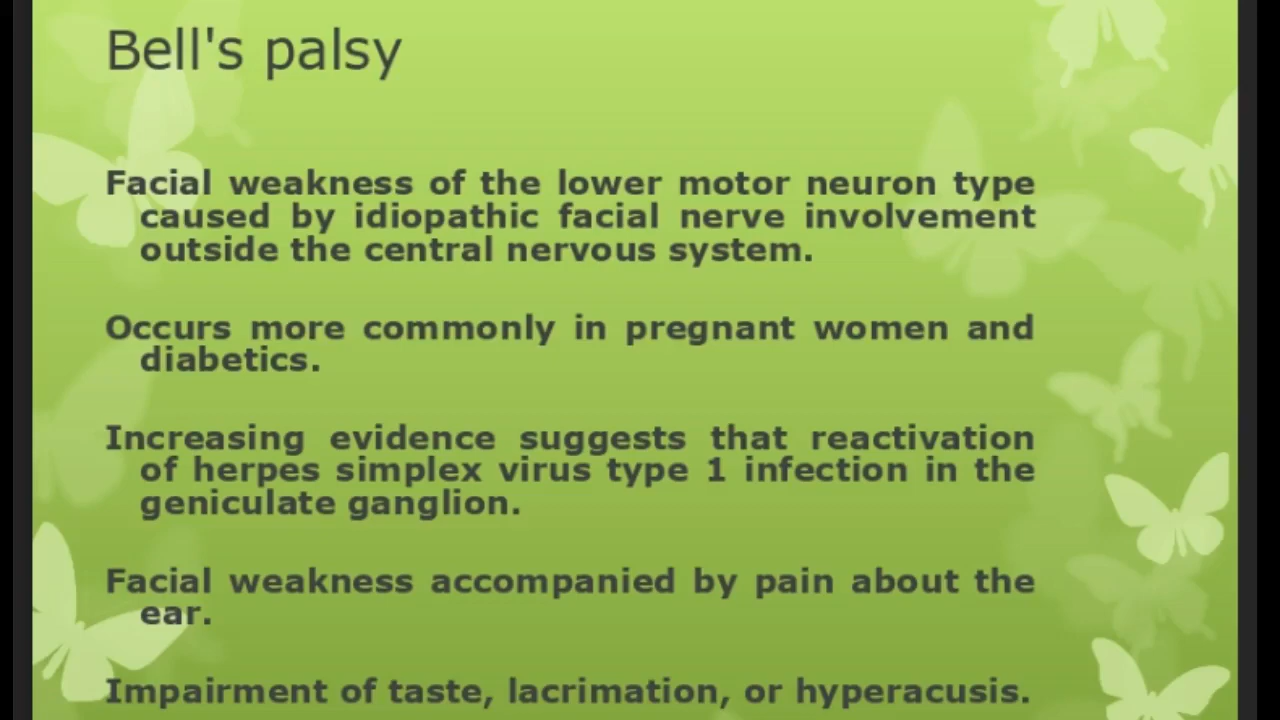 Bell's palsy
Facial weakness of the lower motor neuron type
caused by idiopathic facial nerve involvement
outside the central nervous system.
Occurs more commonly in pregnant women and
diabetics.
Increasing evidence suggests that reactivation
of herpes simplex virus type 1 infection in the
geniculate ganglion.
Facial weakness accompanied by pain about the
ear.
Impairment of taste, lacrimation, or hyperacusis.